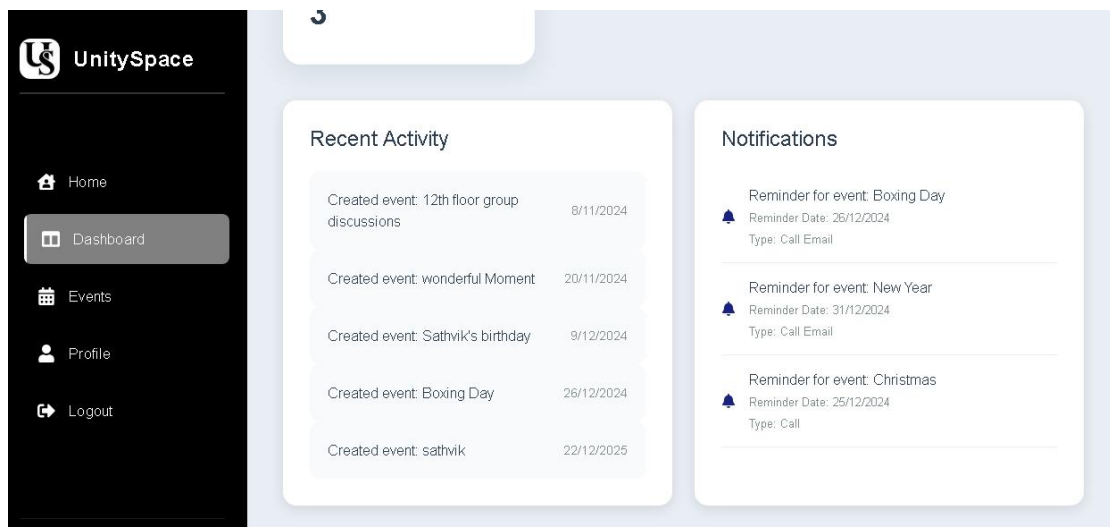 UnitySpace
Home
Dashboard
Events
Profile
Logout
3
Recent Activity
Created event: 12th floor group
discussions
8/11/2024
Created event: wonderful Moment 20/11/2024
Created event: Sathvik's birthday 9/12/2024
Created event: Boxing Day 26/12/2024
Created event: sathvik 22/12/2025
Notifications
Reminder for event: Boxing Day
Reminder Date: 26/12/2024
Type: Call Email
Reminder for event: New Year
Reminder Date: 31/12/2024
Type: Call Email
Reminder for event: Christmas
Reminder Date: 25/12/2024
Type: Call